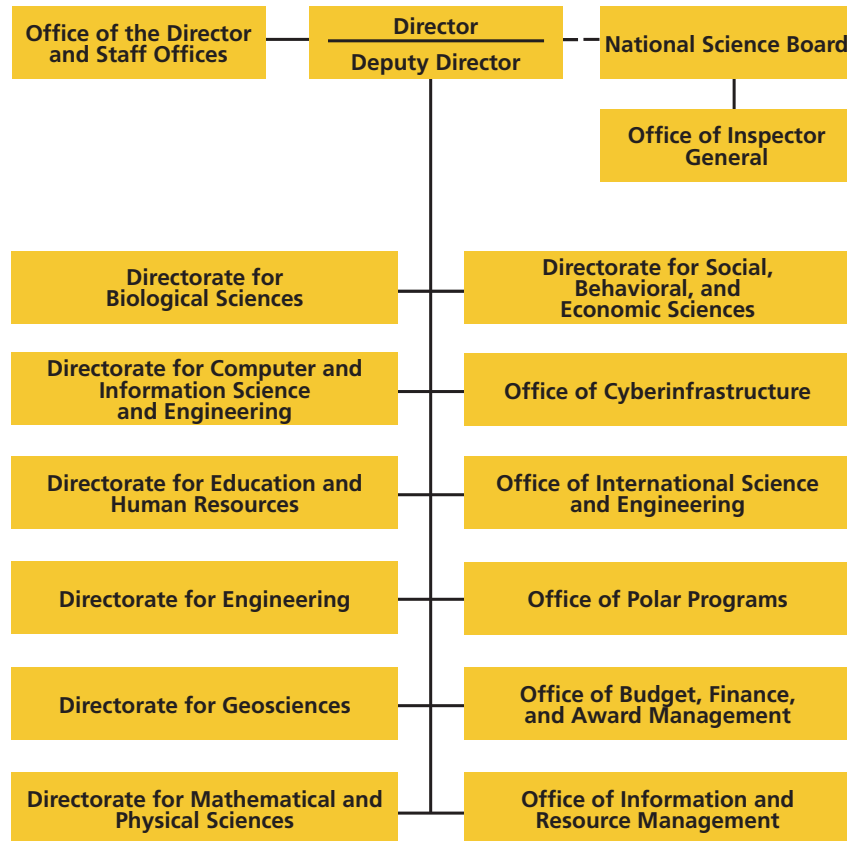 Office of the Director
and Staff Offices
Director
Deputy Director
National Science Board
Office of Inspector
General
Directorate for
Biological Sciences
Directorate for Social,
Behavioral, and
Economic Sciences
Directorate for Computer and
Information Science
and Engineering
Office of Cyberinfrastructure
Directorate for Education and
Human Resources
Office of International Science
and Engineering
Directorate for Engineering
Office of Polar Programs
Directorate for Geosciences
Office of Budget, Finance,
and Award Management
Directorate for Mathematical and
Physical Sciences
Office of Information and
Resource Management